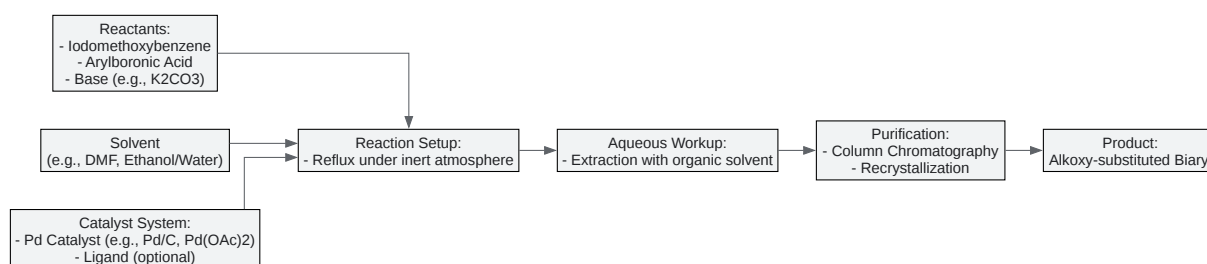 Reactants:
- Iodomethoxybenzene
- Arylboronic Acid
- Base (e.g., K2CO3)
Solvent
(e.g., DMF, Ethanol/Water)
Catalyst System:
- Pd Catalyst (e.g., Pd/C, Pd(OAc)2)
- Ligand (optional)
Reaction Setup:
- Reflux under inert atmosphere
Aqueous Workup:
- Extraction with organic solvent
Purification:
- Column Chromatography
- Recrystallization
Product:
Alkoxy-substituted Biary